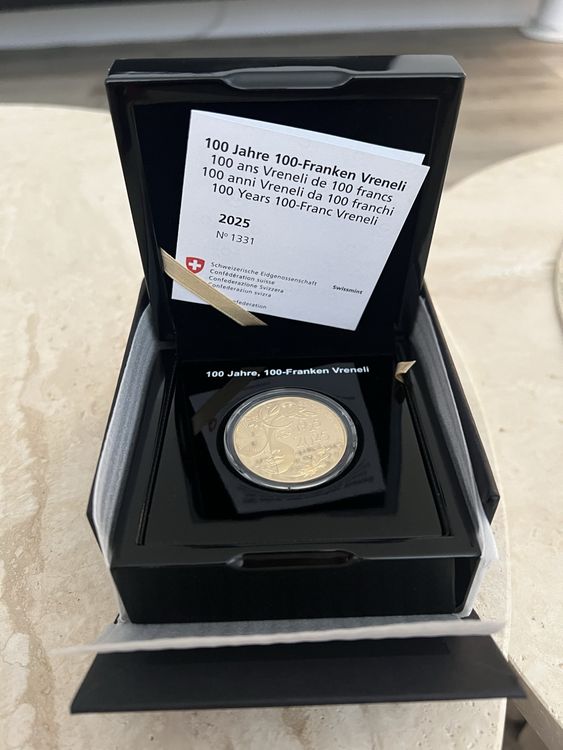 100 Jahre 100-Franken Vreneli
100 ans Vreneli de 100 francs
100 anni Vreneli da 100 franchi
100 Years 100-Franc Vreneli
2025
Nº 1331
Schweizerische Eidgenossenschaft
Confédération suisse
Confederazione Svizzera
Confederaziun svizra
Swissmint
100 Jahre, 100-Franken Vreneli
2025